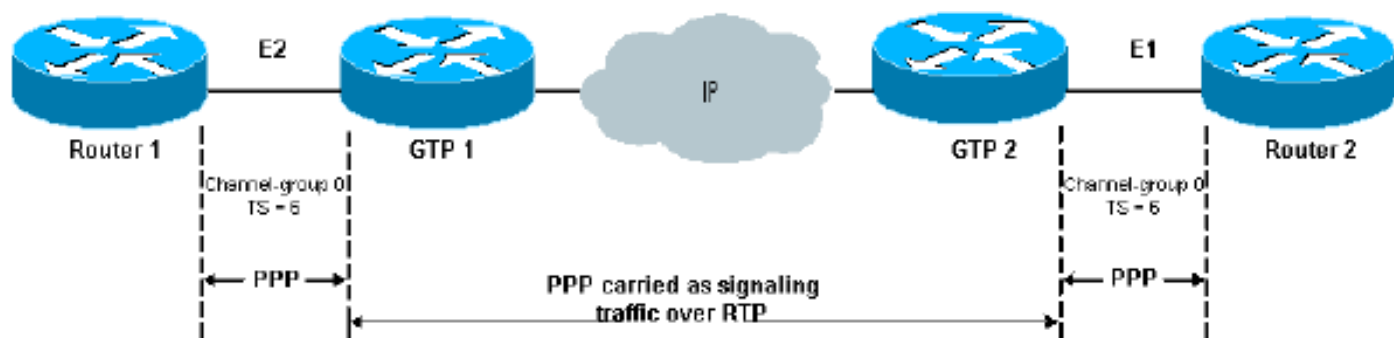 E2
IP
E1
Router 1
GTP 1
GTP 2
Router 2
Channel-group 0
TS = 6
Channel-group 0
TS = 6
PPP
PPP carried as signaling
traffic over RTP
PPP